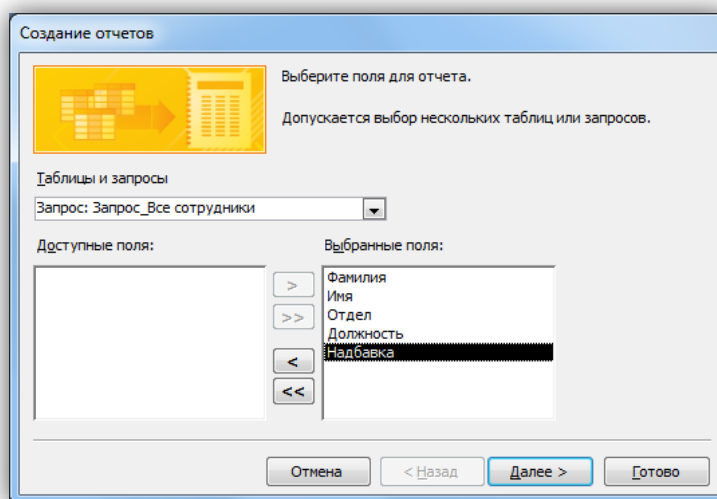 Создание отчетов
Выберите поля для отчета.
Допускается выбор нескольких таблиц или запросов.
Таблицы и запросы
Запрос: Запрос_Все сотрудники
Доступные поля:
Выбранные поля:
>
>>
<
<<
Фамилия
Имя
Отдел
Должность
Надбавка
Отмена
< Назад
Далее >
Готово